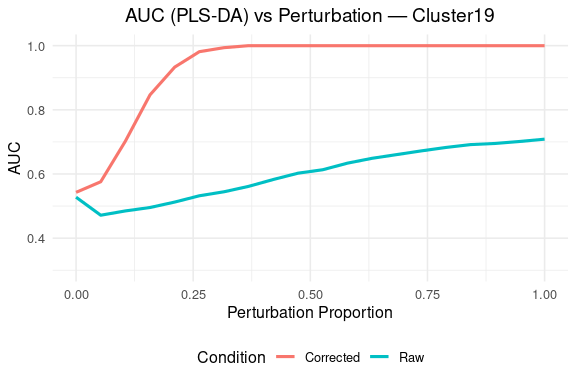 AUC (PLS-DA) vs Perturbation — Cluster19
1.0
0.8
0.6
0.4
AUC
0.00 0.25 0.50 0.75 1.00
Perturbation Proportion
Condition Corrected Raw